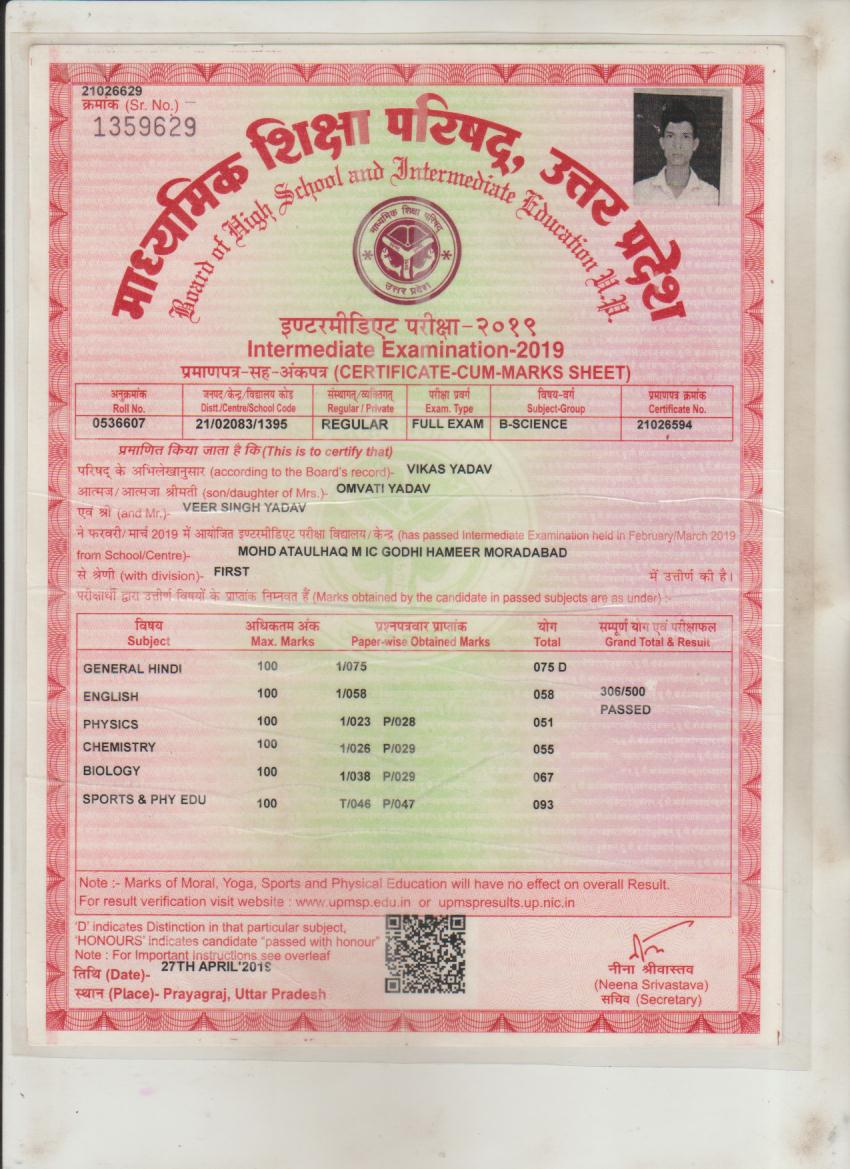 21026629
क्रमांक (Sr. No.)
1359629
माध्यमिक शिक्षा परिषद्, उत्तर प्रदेश
Board of High School and Intermediate Education U.P.
माध्यमिक शिक्षा परिषद्
उत्तर प्रदेश
इण्टरमीडिएट परीक्षा-२०१९
Intermediate Examination-2019
प्रमाणपत्र-सह-अंकपत्र (CERTIFICATE-CUM-MARKS SHEET)
अनुक्रमांक जनपद/केन्द्र/विद्यालय कोड संस्थागत्/व्यक्तिगत् परीक्षा प्रवर्ग विषय-वर्ग प्रमाणपत्र क्रमांक
Roll No. Distt./Centre/School Code Regular / Private Exam. Type Subject-Group Certificate No.
0536607 21/02083/1395 REGULAR FULL EXAM B-SCIENCE 21026594
प्रमाणित किया जाता है कि (This is to certify that)
परिषद् के अभिलेखानुसार (according to the Board's record)- VIKAS YADAV
आत्मज/आत्मजा श्रीमती (son/daughter of Mrs.)- OMVATI YADAV
एवं श्री (and Mr.)- VEER SINGH YADAV
ने फरवरी/मार्च 2019 में आयोजित इण्टरमीडिएट परीक्षा विद्यालय/केन्द्र (has passed Intermediate Examination held in February/March 2019
from School/Centre)- MOHD ATAULHAQ M IC GODHI HAMEER MORADABAD
से श्रेणी (with division)- FIRST में उत्तीर्ण की है।
परीक्षार्थी द्वारा उत्तीर्ण विषयों के प्राप्तांक निम्नवत हैं (Marks obtained by the candidate in passed subjects are as under) :-
विषय अधिकतम अंक प्रश्नपत्रवार प्राप्तांक योग सम्पूर्ण योग एवं परीक्षाफल
Subject Max. Marks Paper-wise Obtained Marks Total Grand Total & Result
GENERAL HINDI 100 1/075 075 D
ENGLISH 100 1/058 058 306/500
PASSED
PHYSICS 100 1/023 P/028 051
CHEMISTRY 100 1/026 P/029 055
BIOLOGY 100 1/038 P/029 067
SPORTS & PHY EDU 100 T/046 P/047 093
Note :- Marks of Moral, Yoga, Sports and Physical Education will have no effect on overall Result.
For result verification visit website : www.upmsp.edu.in or upmspresults.up.nic.in
'D' indicates Distinction in that particular subject,
'HONOURS' indicates candidate "passed with honour"
Note : For Important Instructions see overleaf
तिथि (Date)- 27TH APRIL'2019
स्थान (Place)- Prayagraj, Uttar Pradesh
नीना श्रीवास्तव
(Neena Srivastava)
सचिव (Secretary)